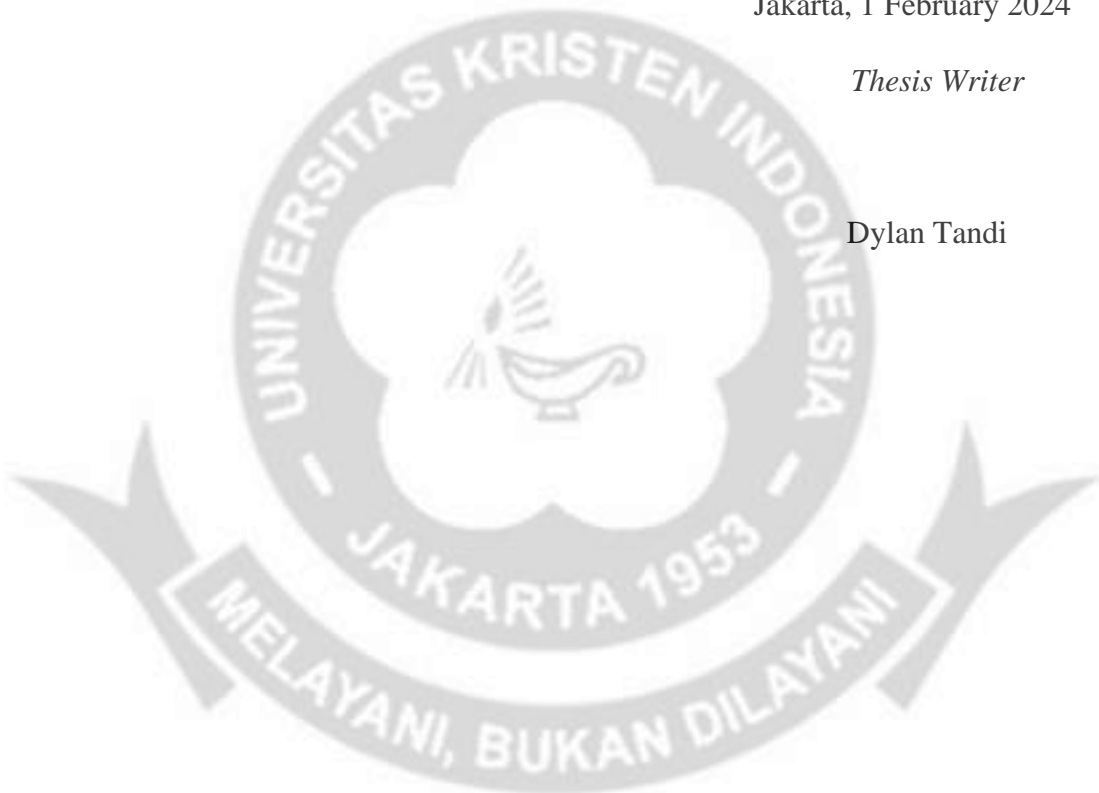 Jakarta, 1 February 2024
Thesis Writer
Dylan Tandi
UNIVERSITAS KRISTEN INDONESIA
- JAKARTA 1953 -
MELAYANI, BUKAN DILAYANI